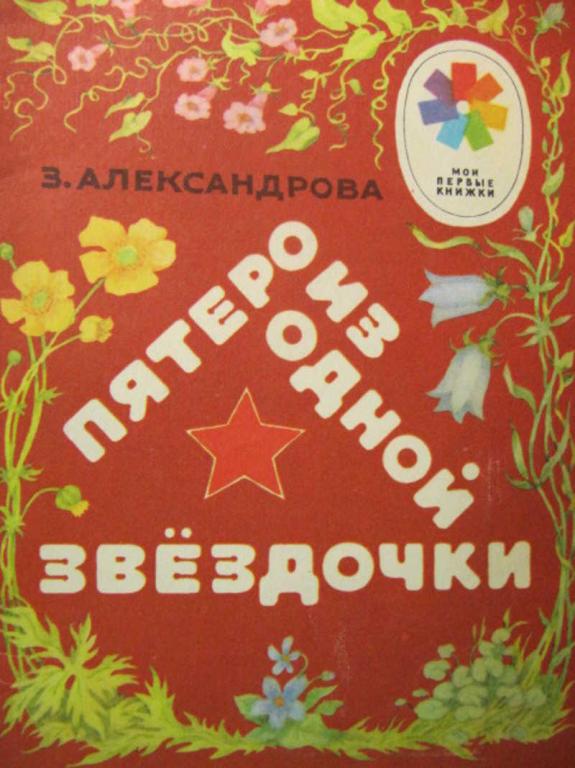 З. АЛЕКСАНДРОВА
МОИ
ПЕРВЫЕ
КНИЖКИ
ПЯТЕРО
ИЗ
ОДНОЙ
ЗВЁЗДОЧКИ